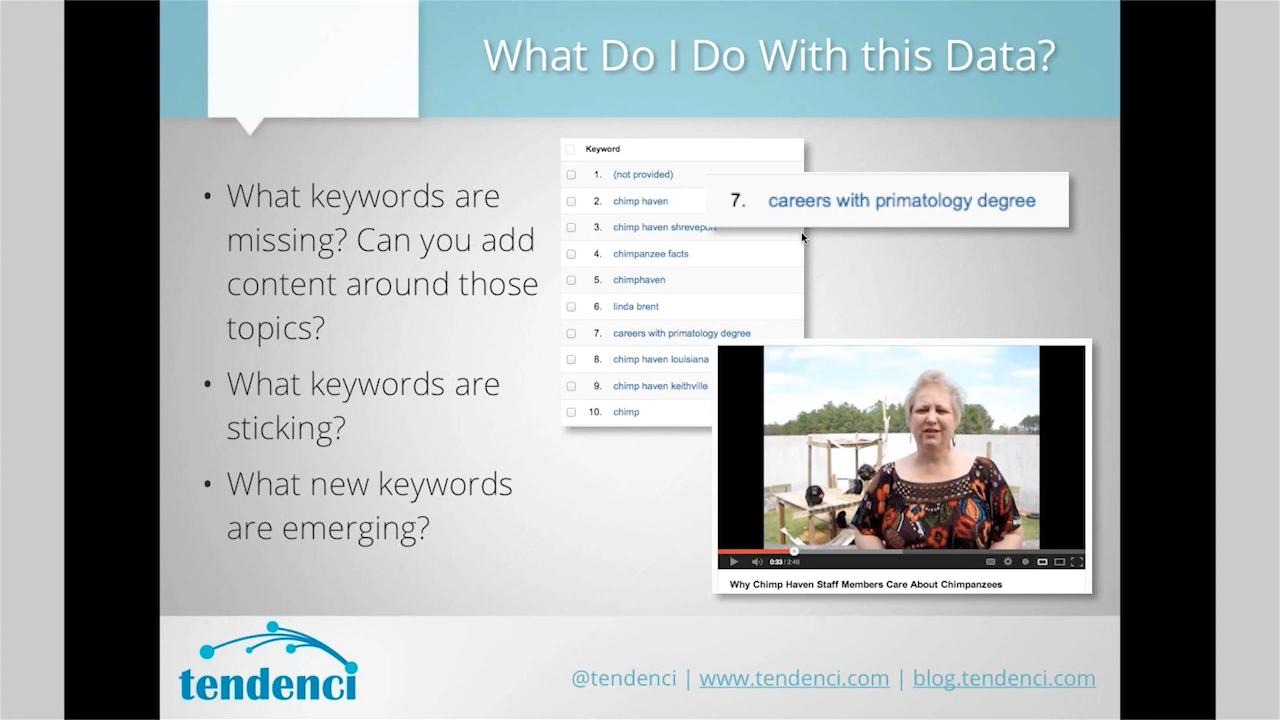 What Do I Do With this Data?
• What keywords are
missing? Can you add
content around those
topics?
• What keywords are
sticking?
• What new keywords
are emerging?
Keyword
1. (not provided)
2. chimp haven
3. chimp haven shreveport
4. chimpanzee facts
5. chimphaven
6. linda brent
7. careers with primatology degree
8. chimp haven louisiana
9. chimp haven keithville
10. chimp
7. careers with primatology degree
0:33 / 2:46
Why Chimp Haven Staff Members Care About Chimpanzees
tendenci
@tendenci | www.tendenci.com | blog.tendenci.com